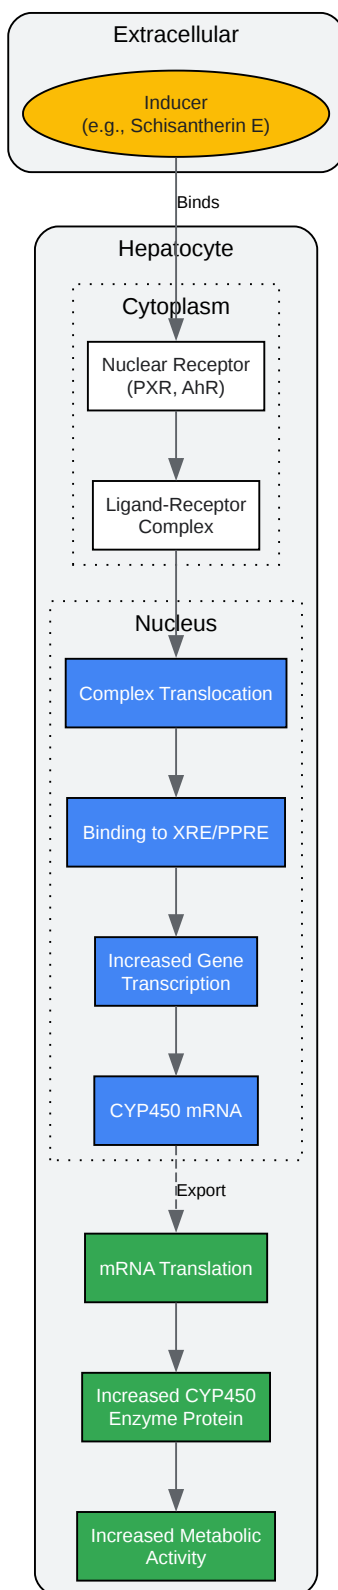 Extracellular
Inducer
(e.g., Schisantherin E)
Binds
Hepatocyte
Cytoplasm
Nuclear Receptor
(PXR, AhR)
Ligand-Receptor
Complex
Nucleus
Complex Translocation
Binding to XRE/PPRE
Increased Gene
Transcription
CYP450 mRNA
Export
mRNA Translation
Increased CYP450
Enzyme Protein
Increased Metabolic
Activity